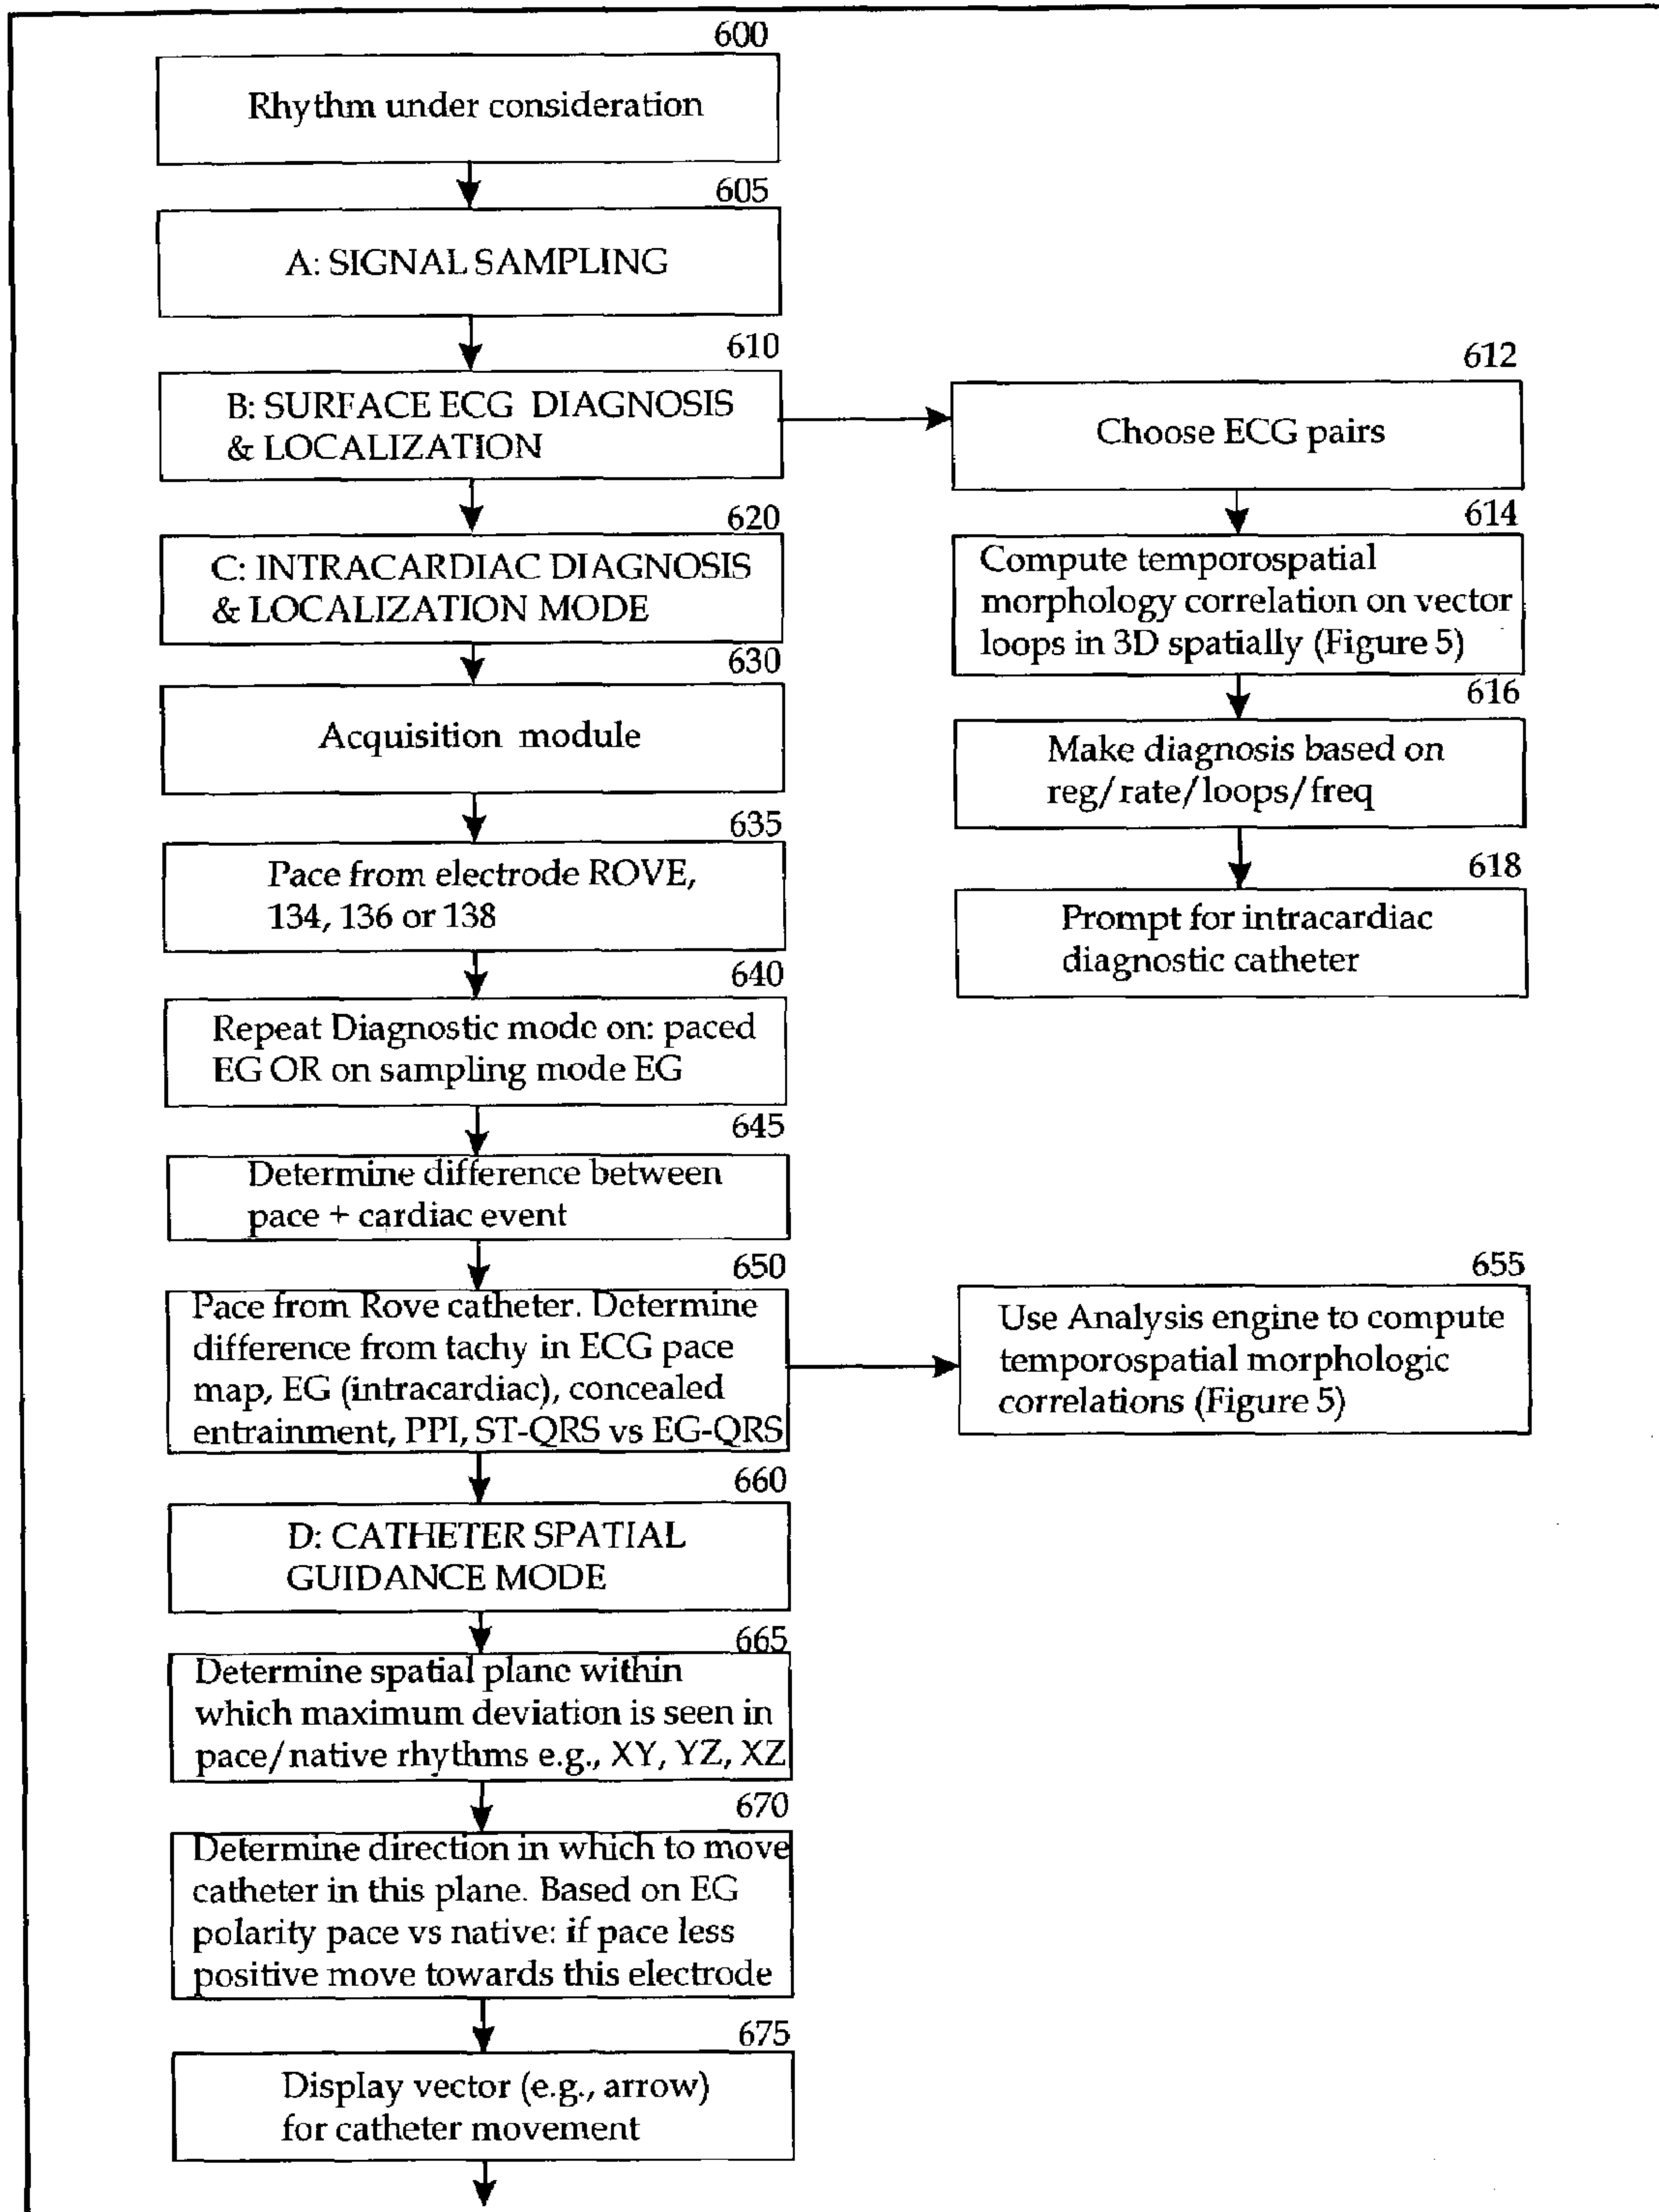 600
Rhythm under consideration
605
A: SIGNAL SAMPLING
610
B: SURFACE ECG DIAGNOSIS
& LOCALIZATION
612
Choose ECG pairs
614
Compute temporospatial
morphology correlation on vector
loops in 3D spatially (Figure 5)
616
Make diagnosis based on
reg/rate/loops/freq
618
Prompt for intracardiac
diagnostic catheter
620
C: INTRACARDIAC DIAGNOSIS
& LOCALIZATION MODE
630
Acquisition module
635
Pace from electrode ROVE,
134, 136 or 138
640
Repeat Diagnostic mode on: paced
EG OR on sampling mode EG
645
Determine difference between
pace + cardiac event
650
Pace from Rove catheter. Determine
difference from tachy in ECG pace
map, EG (intracardiac), concealed
entrainment, PPI, ST-QRS vs EG-QRS
655
Use Analysis engine to compute
temporospatial morphologic
correlations (Figure 5)
660
D: CATHETER SPATIAL
GUIDANCE MODE
665
Determine spatial plane within
which maximum deviation is seen in
pace/native rhythms e.g., XY, YZ, XZ
670
Determine direction in which to move
catheter in this plane. Based on EG
polarity pace vs native: if pace less
positive move towards this electrode
675
Display vector (e.g., arrow)
for catheter movement